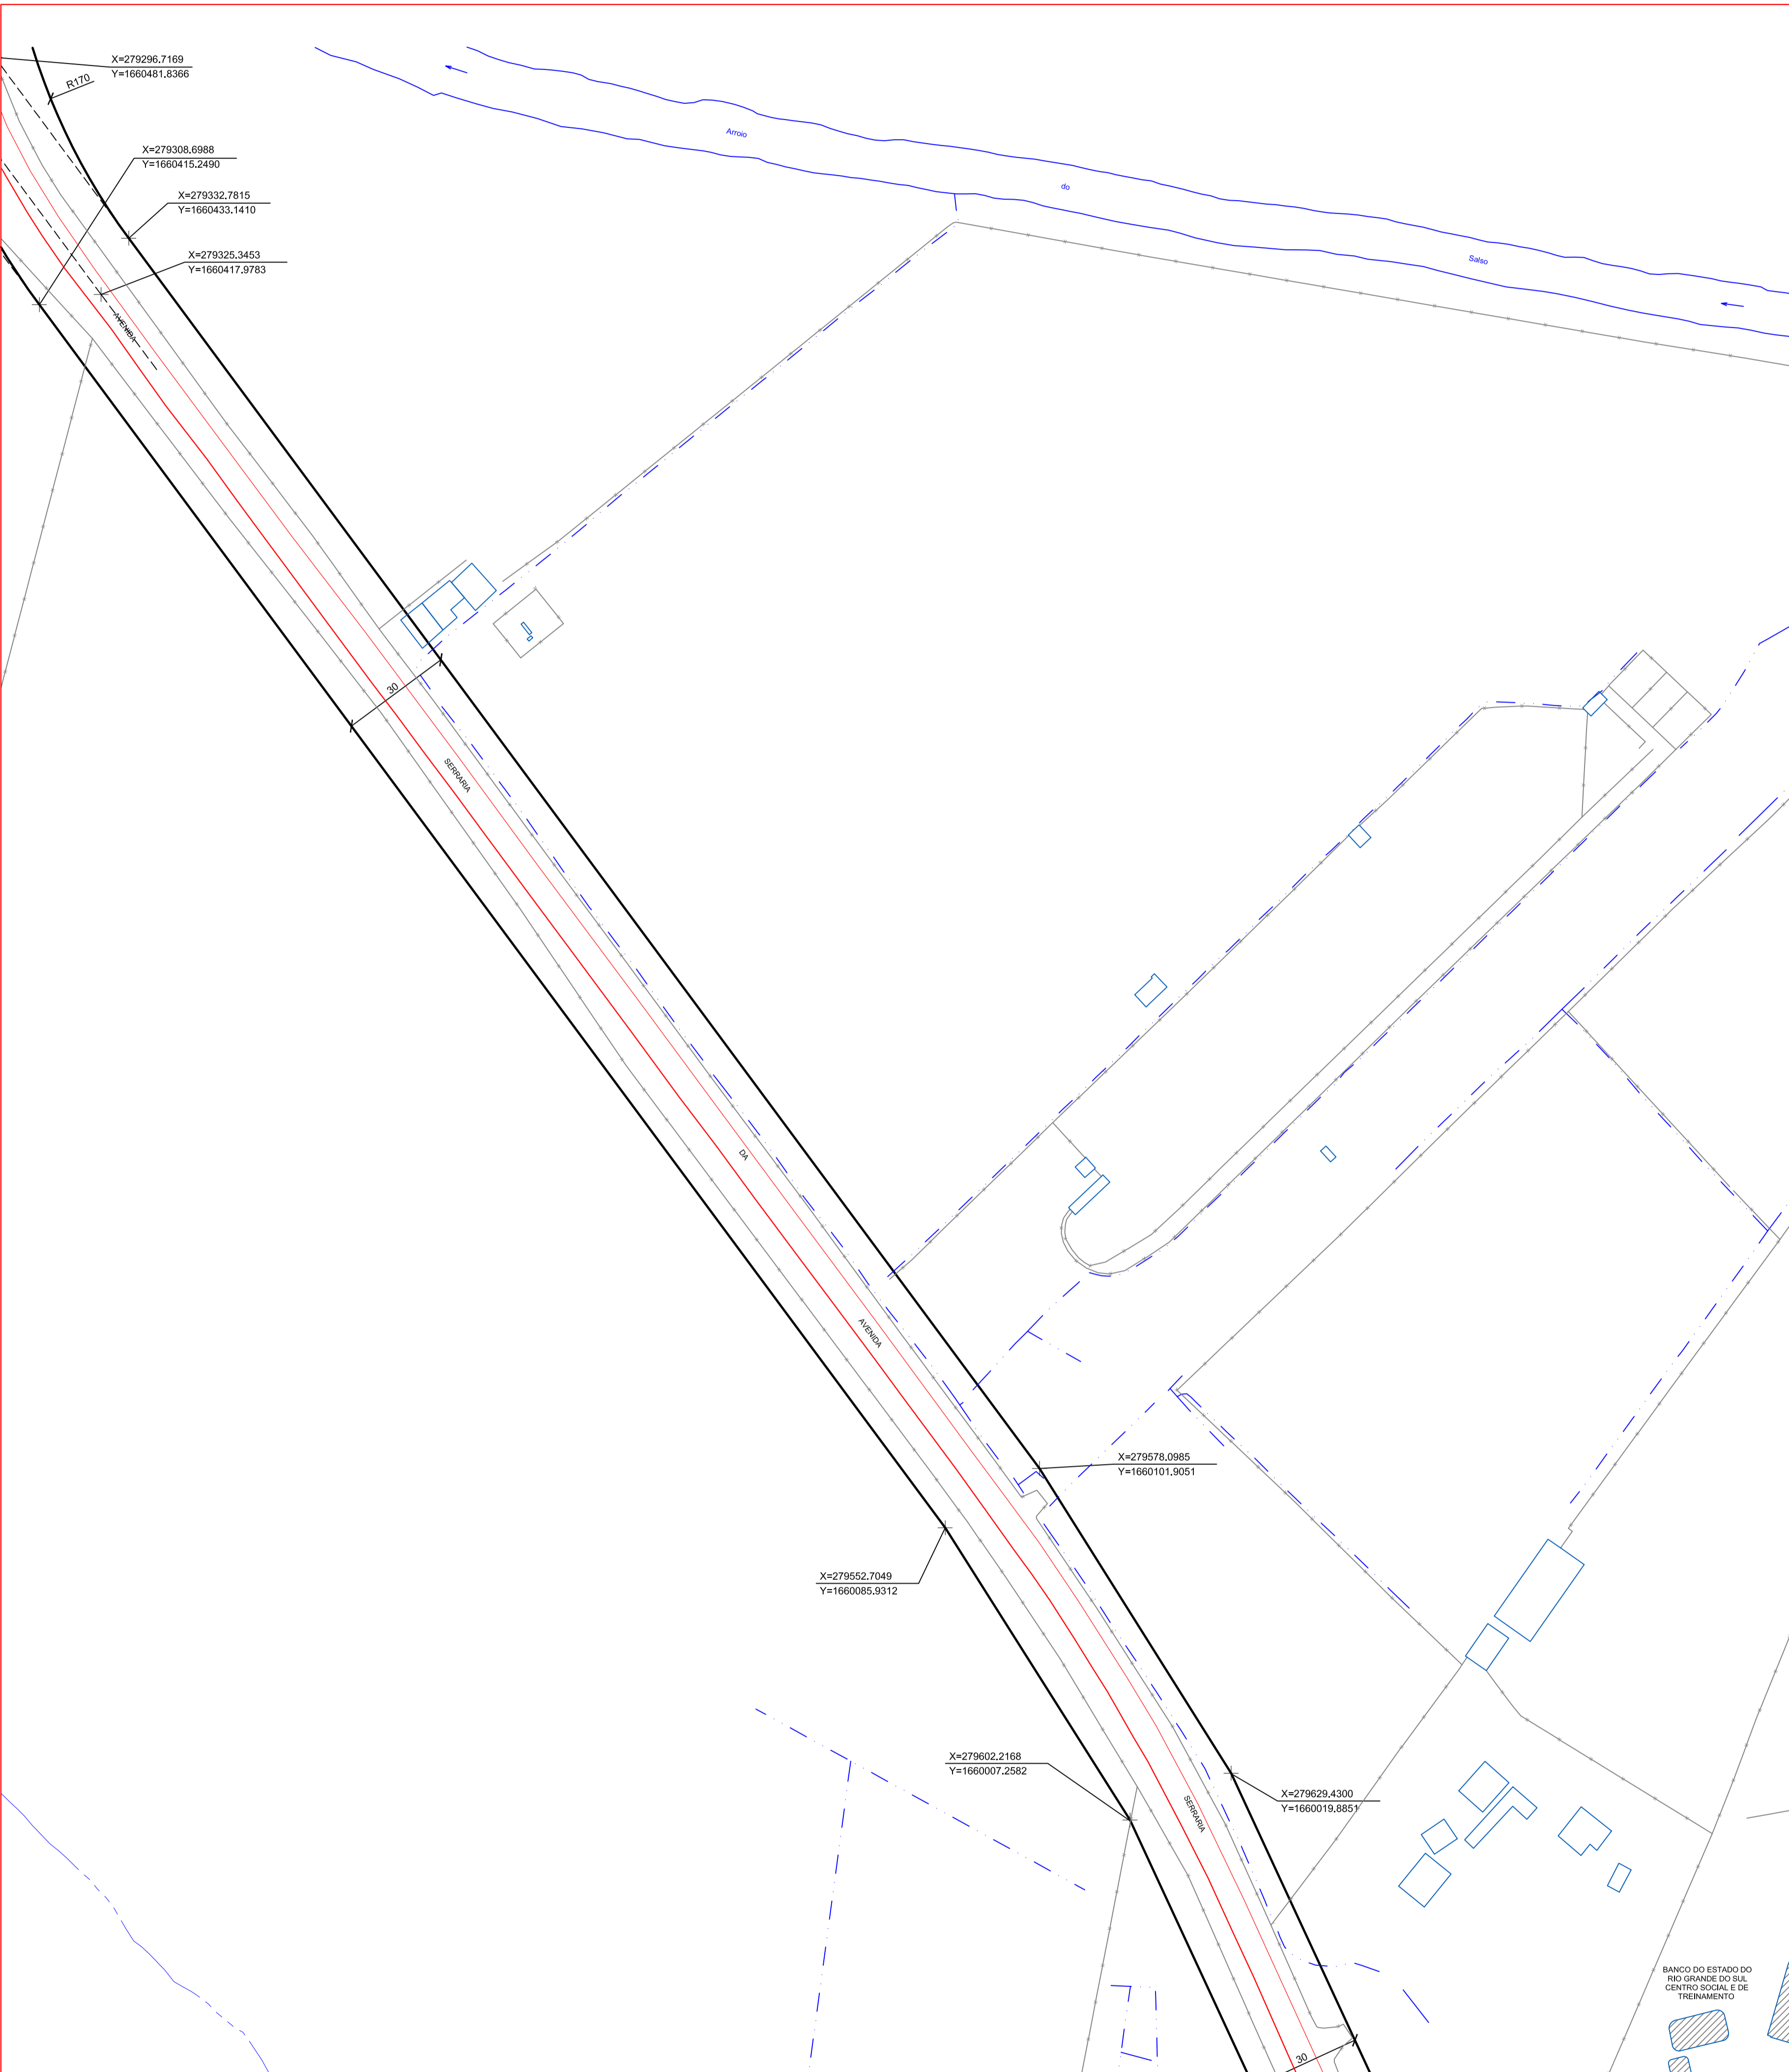 X=279296.7169
Y=1660481.8366
R170
Arroio
X=279308.6988
Y=1660415.2490
do
X=279332.7815
Y=1660433.1410
X=279325.3453
Y=1660417.9783
Salso
AVENIDA
30
SERRARIA
DA
AVENIDA
X=279578.0985
Y=1660101.9051
X=279552.7049
Y=1660085.9312
X=279602.2168
Y=1660007.2582
X=279629.4300
Y=1660019.8851
SERRARIA
BANCO DO ESTADO DO
RIO GRANDE DO SUL
CENTRO SOCIAL E DE
TREINAMENTO
30